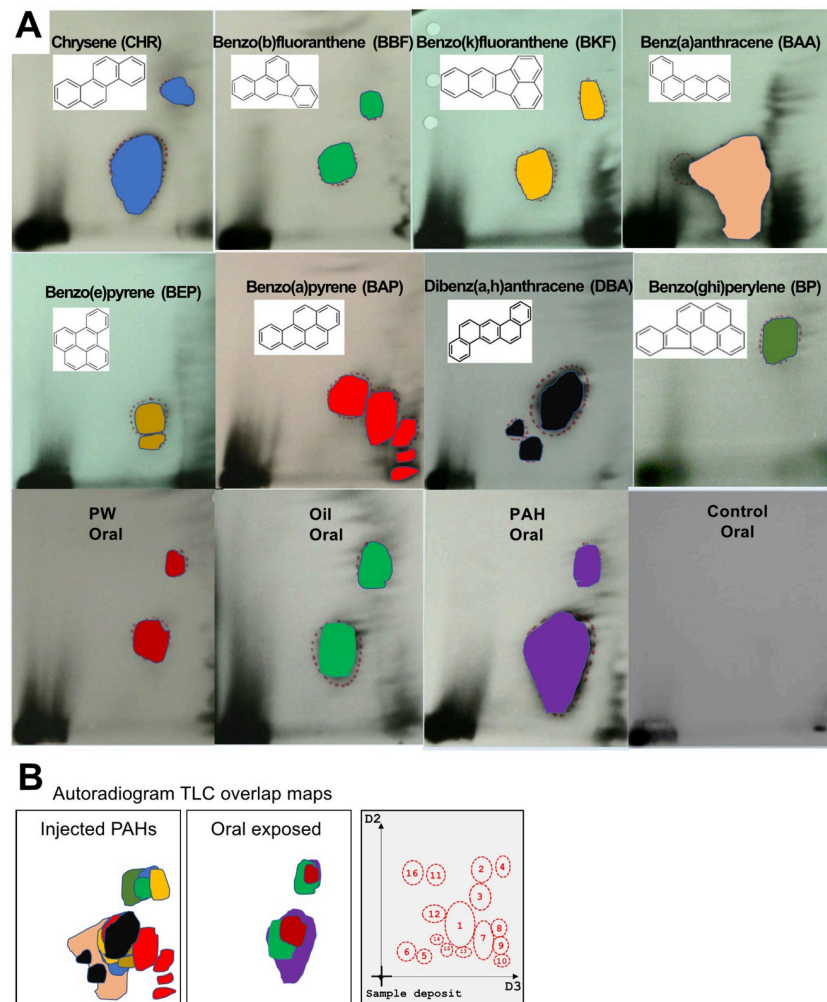 A
Chrysene (CHR)
Benzo(b)fluoranthene (BBF)
Benzo(k)fluoranthene (BKF)
Benz(a)anthracene (BAA)
Benzo(e)pyrene (BEP)
Benzo(a)pyrene (BAP)
Dibenz(a,h)anthracene (DBA)
Benzo(ghi)perylene (BP)
PW
Oral
Oil
Oral
PAH
Oral
Control
Oral
B
Autoradiogram TLC overlap maps
Injected PAHs
Oral exposed
D2
16
11
2
4
3
12
1
7
8
9
10
6
5
Sample deposit
D3